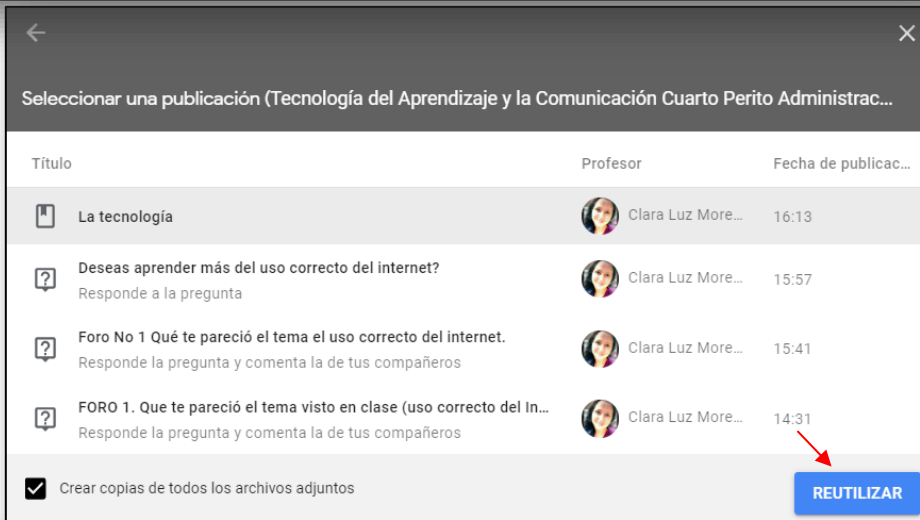 Seleccionar una publicación (Tecnología del Aprendizaje y la Comunicación Cuarto Perito Administrac...
Título Profesor Fecha de publicac...
La tecnología Clara Luz More... 16:13
Deseas aprender más del uso correcto del internet? Clara Luz More... 15:57
Responde a la pregunta
Foro No 1 Qué te pareció el tema el uso correcto del internet. Clara Luz More... 15:41
Responde la pregunta y comenta la de tus compañeros
FORO 1. Que te pareció el tema visto en clase (uso correcto del In... Clara Luz More... 14:31
Responde la pregunta y comenta la de tus compañeros
Crear copias de todos los archivos adjuntos REUTILIZAR